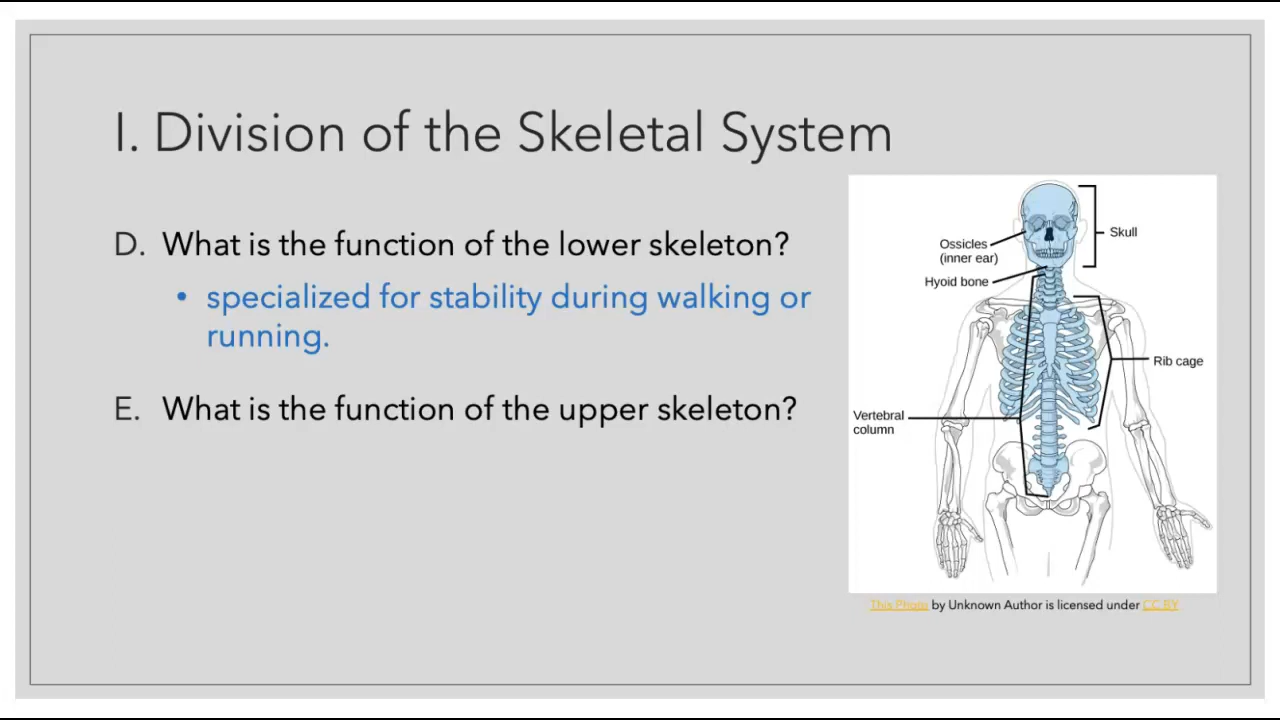 I. Division of the Skeletal System
D. What is the function of the lower skeleton?
• specialized for stability during walking or
running.
E. What is the function of the upper skeleton?
Skull
Ossicles
(inner ear)
Hyoid bone
Rib cage
Vertebral
column
This Photo by Unknown Author is licensed under CC BY